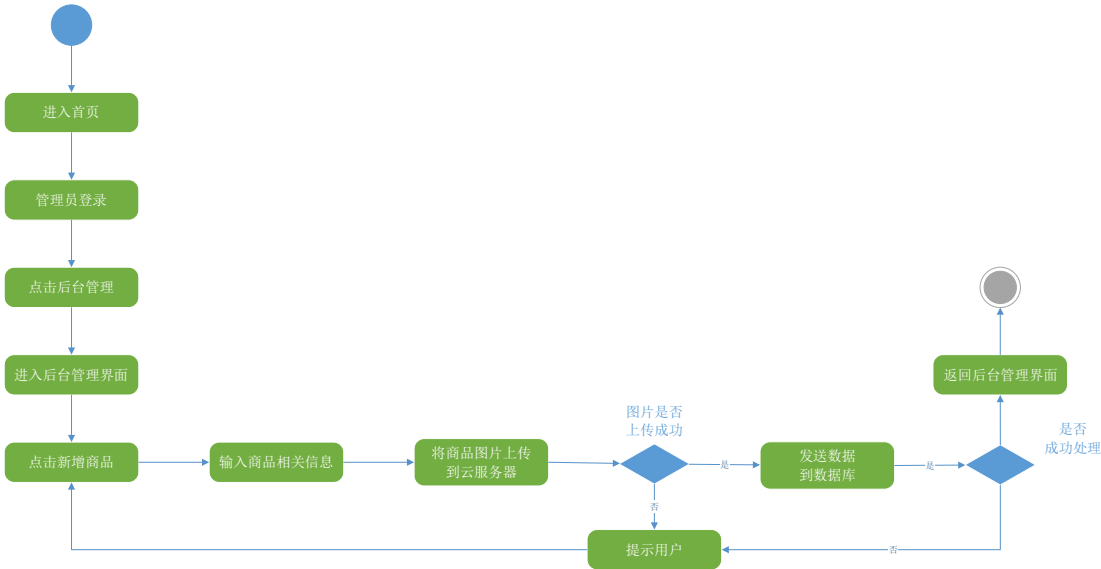 进入首页
管理员登录
点击后台管理
进入后台管理界面
返回后台管理界面
图片是否
上传成功
是否
成功处理
点击新增商品
输入商品相关信息
将商品图片上传
到云服务器
是
发送数据
到数据库
是
否
提示用户
否